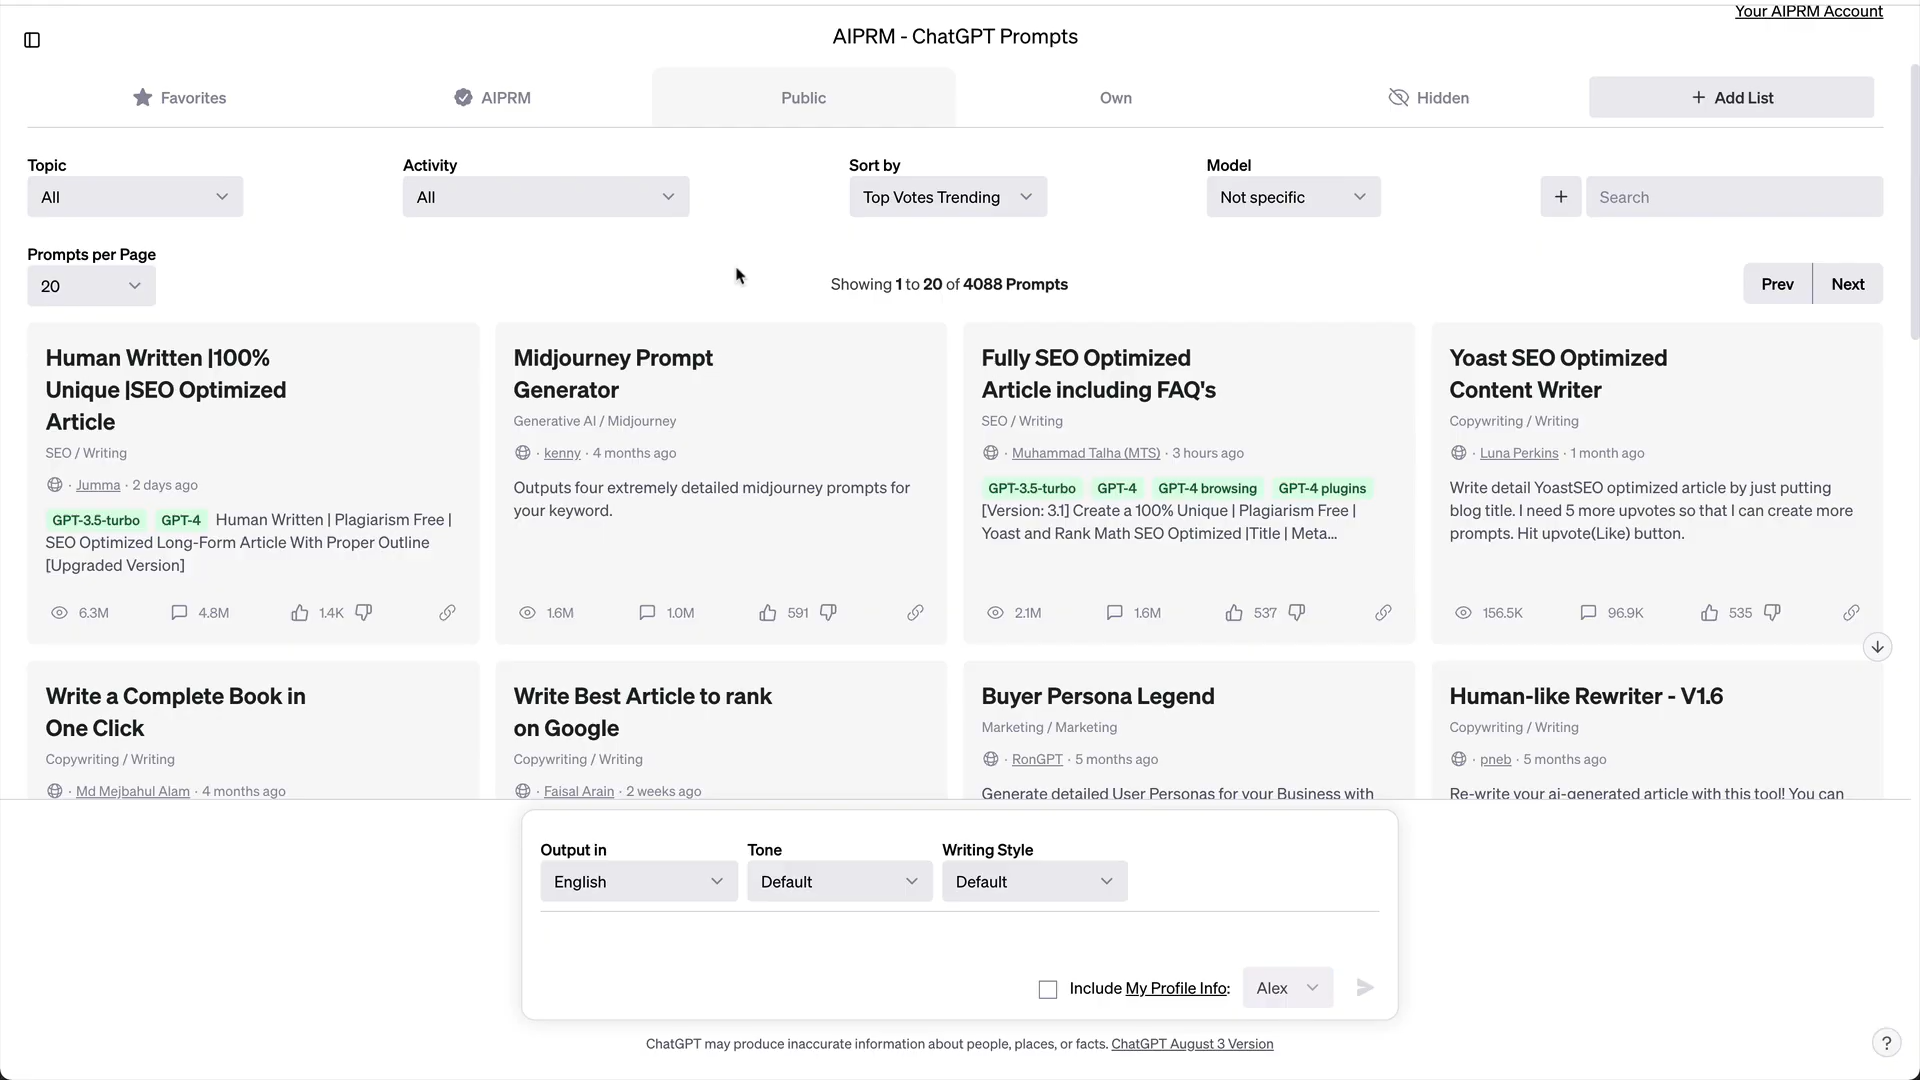 Your AIPRM Account
AIPRM - ChatGPT Prompts
Favorites
AIPRM
Public
Own
Hidden
+ Add List
Topic
All
Activity
All
Sort by
Top Votes Trending
Model
Not specific
+
Search
Prompts per Page
20
Showing 1 to 20 of 4088 Prompts
Prev
Next
Human Written |100%
Unique |SEO Optimized
Article
SEO / Writing
· Jumma · 2 days ago
GPT-3.5-turbo GPT-4 Human Written | Plagiarism Free |
SEO Optimized Long-Form Article With Proper Outline
[Upgraded Version]
6.3M 4.8M 1.4K
Midjourney Prompt
Generator
Generative AI / Midjourney
· kenny · 4 months ago
Outputs four extremely detailed midjourney prompts for
your keyword.
1.6M 1.0M 591
Fully SEO Optimized
Article including FAQ's
SEO / Writing
· Muhammad Talha (MTS) · 3 hours ago
GPT-3.5-turbo GPT-4 GPT-4 browsing GPT-4 plugins
[Version: 3.1] Create a 100% Unique | Plagiarism Free |
Yoast and Rank Math SEO Optimized |Title | Meta...
2.1M 1.6M 537
Yoast SEO Optimized
Content Writer
Copywriting / Writing
· Luna Perkins · 1 month ago
Write detail YoastSEO optimized article by just putting
blog title. I need 5 more upvotes so that I can create more
prompts. Hit upvote(Like) button.
156.5K 96.9K 535
Write a Complete Book in
One Click
Copywriting / Writing
· Md Mejbahul Alam · 4 months ago
Write Best Article to rank
on Google
Copywriting / Writing
· Faisal Arain · 2 weeks ago
Buyer Persona Legend
Marketing / Marketing
· RonGPT · 5 months ago
Generate detailed User Personas for your Business with
Human-like Rewriter - V1.6
Copywriting / Writing
· pneb · 5 months ago
Re-write your ai-generated article with this tool! You can
Output in
English
Tone
Default
Writing Style
Default
Include My Profile Info:
Alex
ChatGPT may produce inaccurate information about people, places, or facts. ChatGPT August 3 Version
?